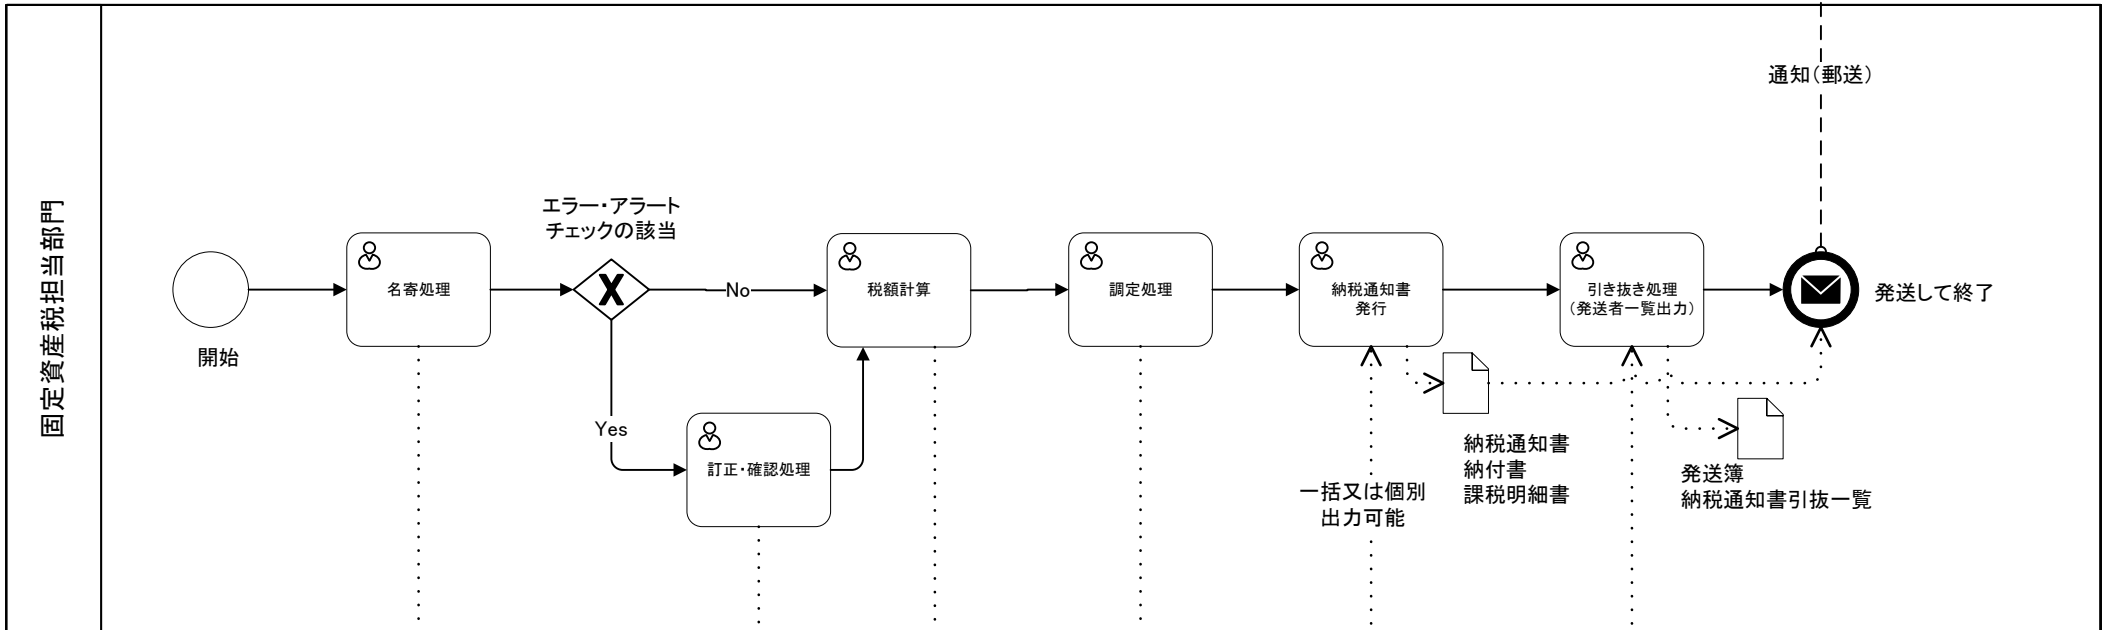 固定資産税担当部門
通知(郵送)
開始
名寄処理
エラー・アラート
チェックの該当
No
Yes
訂正・確認処理
税額計算
調定処理
納税通知書
発行
引き抜き処理
(発送者一覧出力)
発送して終了
一括又は個別
出力可能
納税通知書
納付書
課税明細書
発送簿
納税通知書引抜一覧